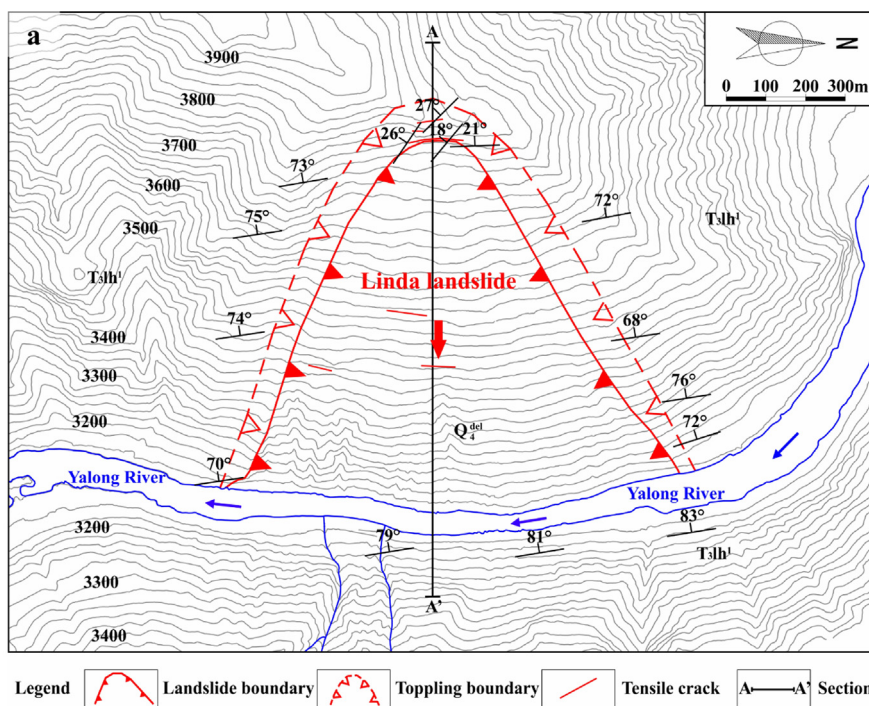 a
A
N
0 100 200 300m
3900
3800
3700
3600
3500
3400
3300
3200
27°
26°
18°
21°
73°
75°
74°
70°
72°
68°
76°
72°
T₃lh¹
T₃lh¹
Linda landslide
Q₄ᵈᵉˡ
Yalong River
Yalong River
3200
3300
3400
79°
81°
83°
T₃lh¹
A'
Legend
Landslide boundary
Toppling boundary
Tensile crack
A A' Section